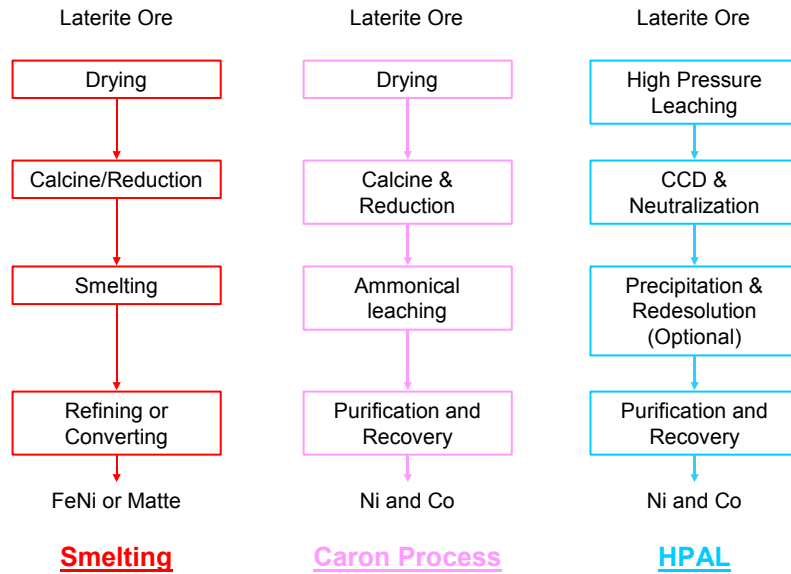 Laterite Ore
Drying
Calcine/Reduction
Smelting
Refining or
Converting
FeNi or Matte
Smelting
Laterite Ore
Drying
Calcine &
Reduction
Ammonical
leaching
Purification and
Recovery
Ni and Co
Caron Process
Laterite Ore
High Pressure
Leaching
CCD &
Neutralization
Precipitation &
Redesolution
(Optional)
Purification and
Recovery
Ni and Co
HPAL